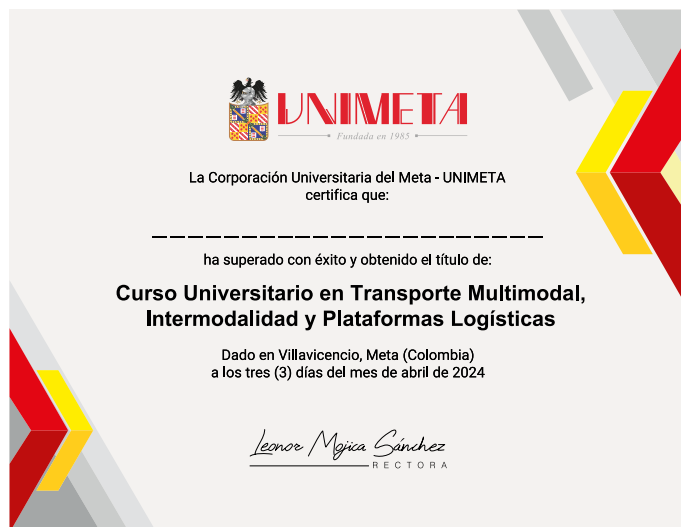 UNIMETA
Fundada en 1985
La Corporación Universitaria del Meta - UNIMETA
certifica que:
ha superado con éxito y obtenido el título de:
Curso Universitario en Transporte Multimodal,
Intermodalidad y Plataformas Logísticas
Dado en Villavicencio, Meta (Colombia)
a los tres (3) días del mes de abril de 2024
Leonor Mojica Sánchez
RECTORA